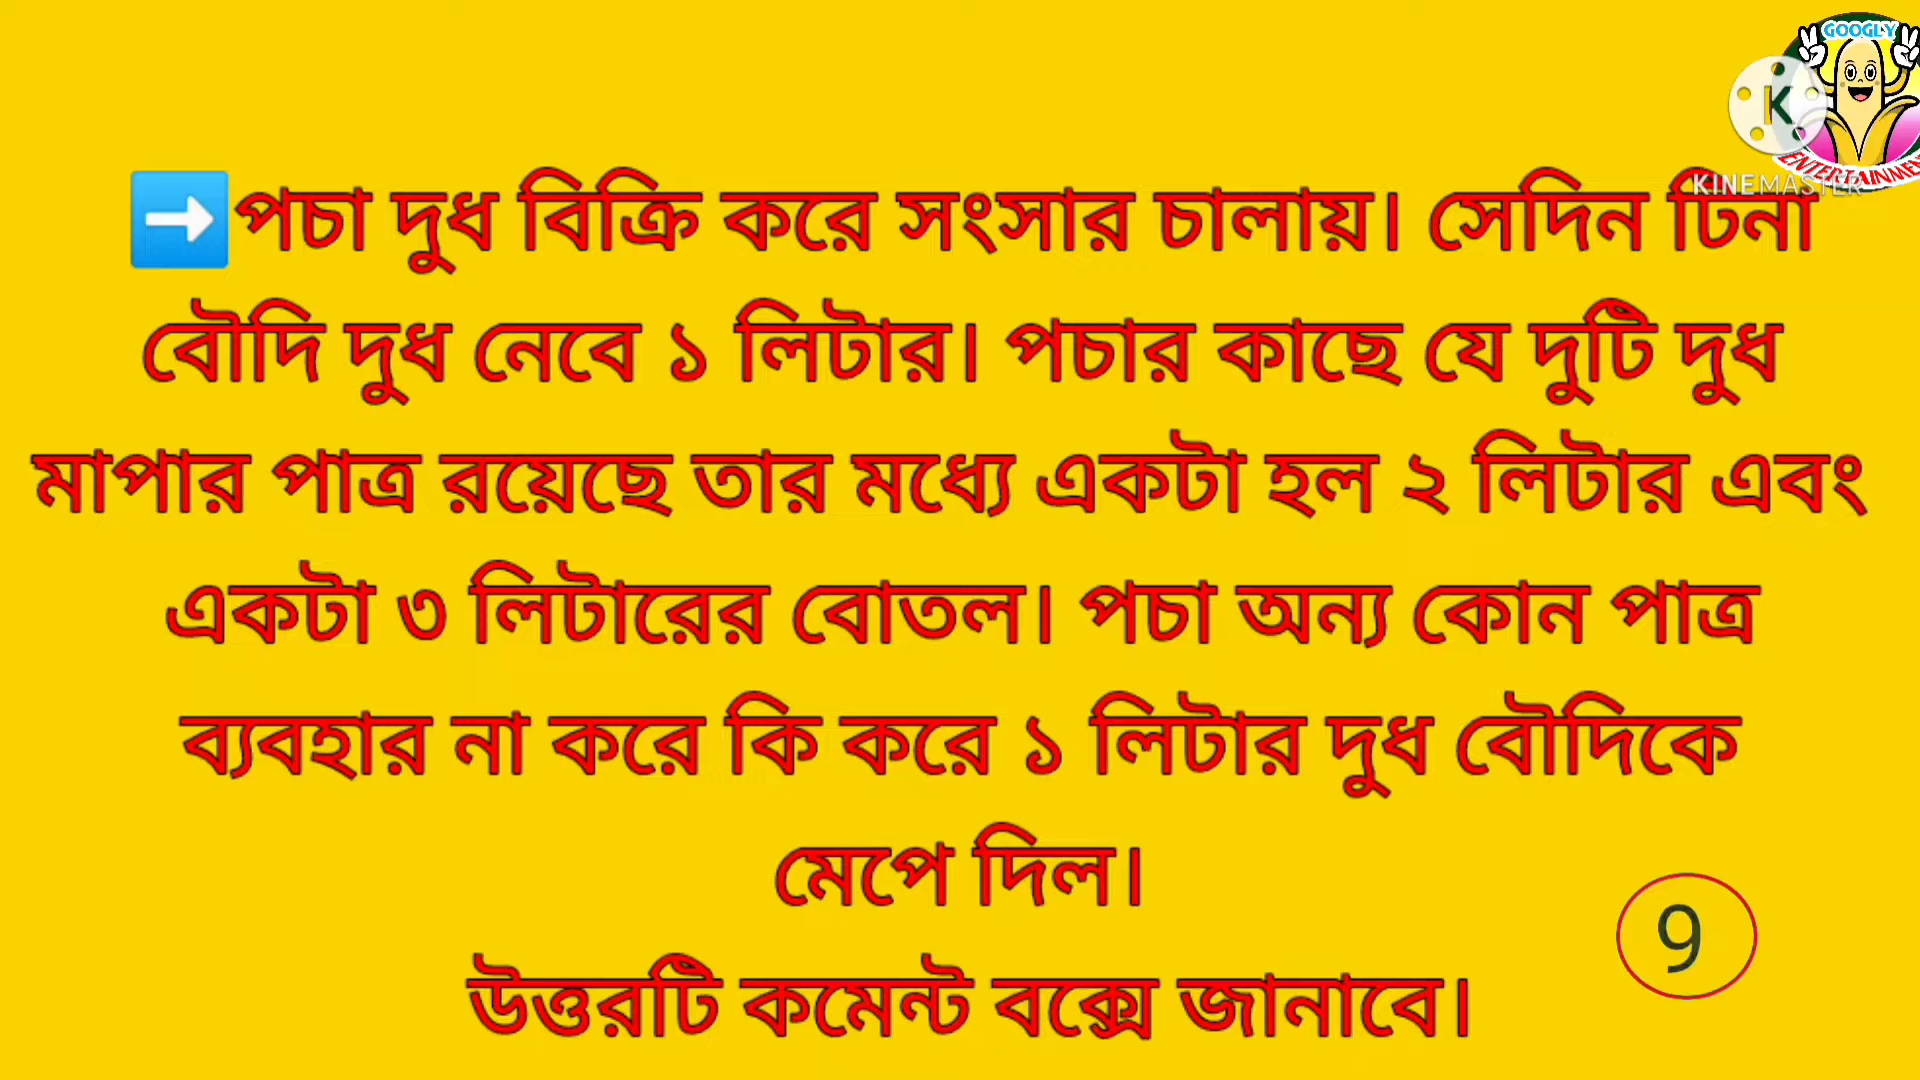 GOOGLY
K
ENTERTAINMEN
KINEMASTER
➡️পচা দুধ বিক্রি করে সংসার চালায়। সেদিন টিনা
বৌদি দুধ নেবে ১ লিটার। পচার কাছে যে দুটি দুধ
মাপার পাত্র রয়েছে তার মধ্যে একটা হল ২ লিটার এবং
একটা ৩ লিটারের বোতল। পচা অন্য কোন পাত্র
ব্যবহার না করে কি করে ১ লিটার দুধ বৌদিকে
মেপে দিল।
9
উত্তরটি কমেন্ট বক্সে জানাবে।